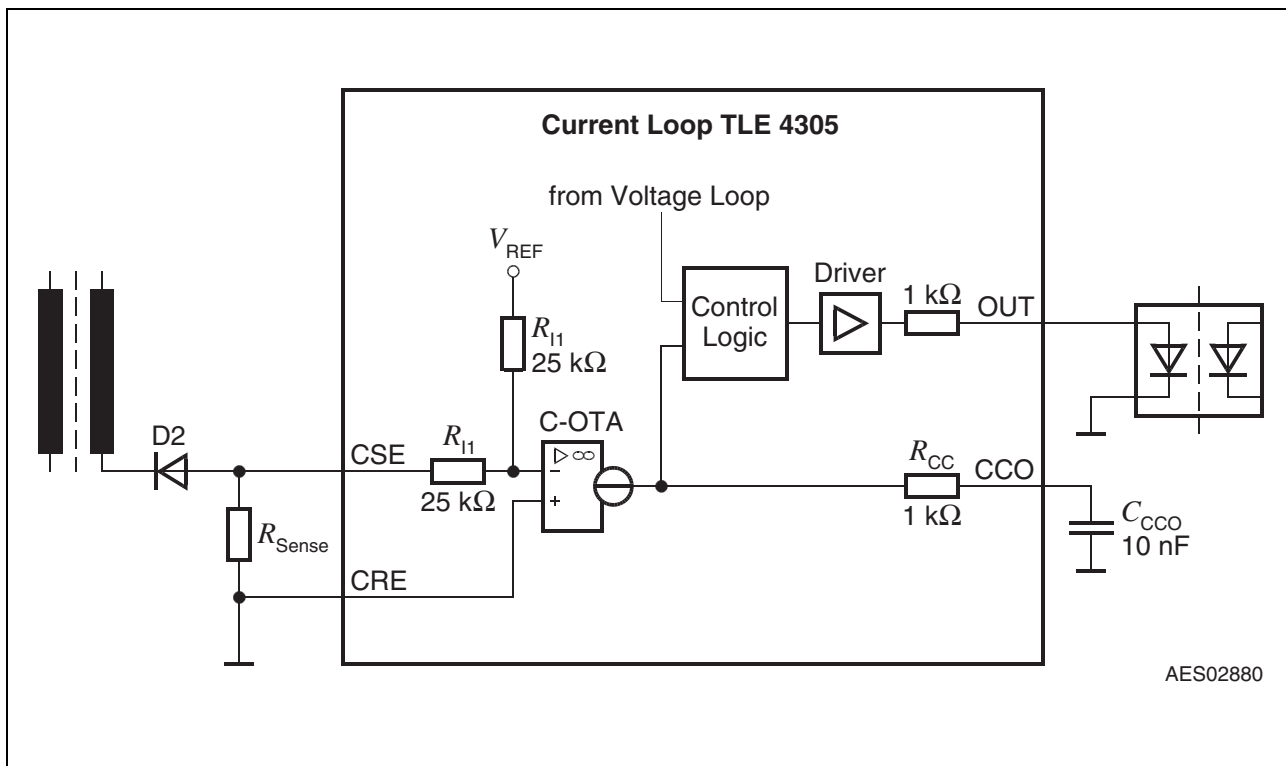 Current Loop TLE 4305
from Voltage Loop
V_REF
Driver
Control
Logic
1 kΩ
OUT
R_I1
25 kΩ
D2
C-OTA
CSE
R_I1
25 kΩ
▷ ∞
−
+
R_CC
CCO
1 kΩ
C_CCO
10 nF
R_Sense
CRE
AES02880